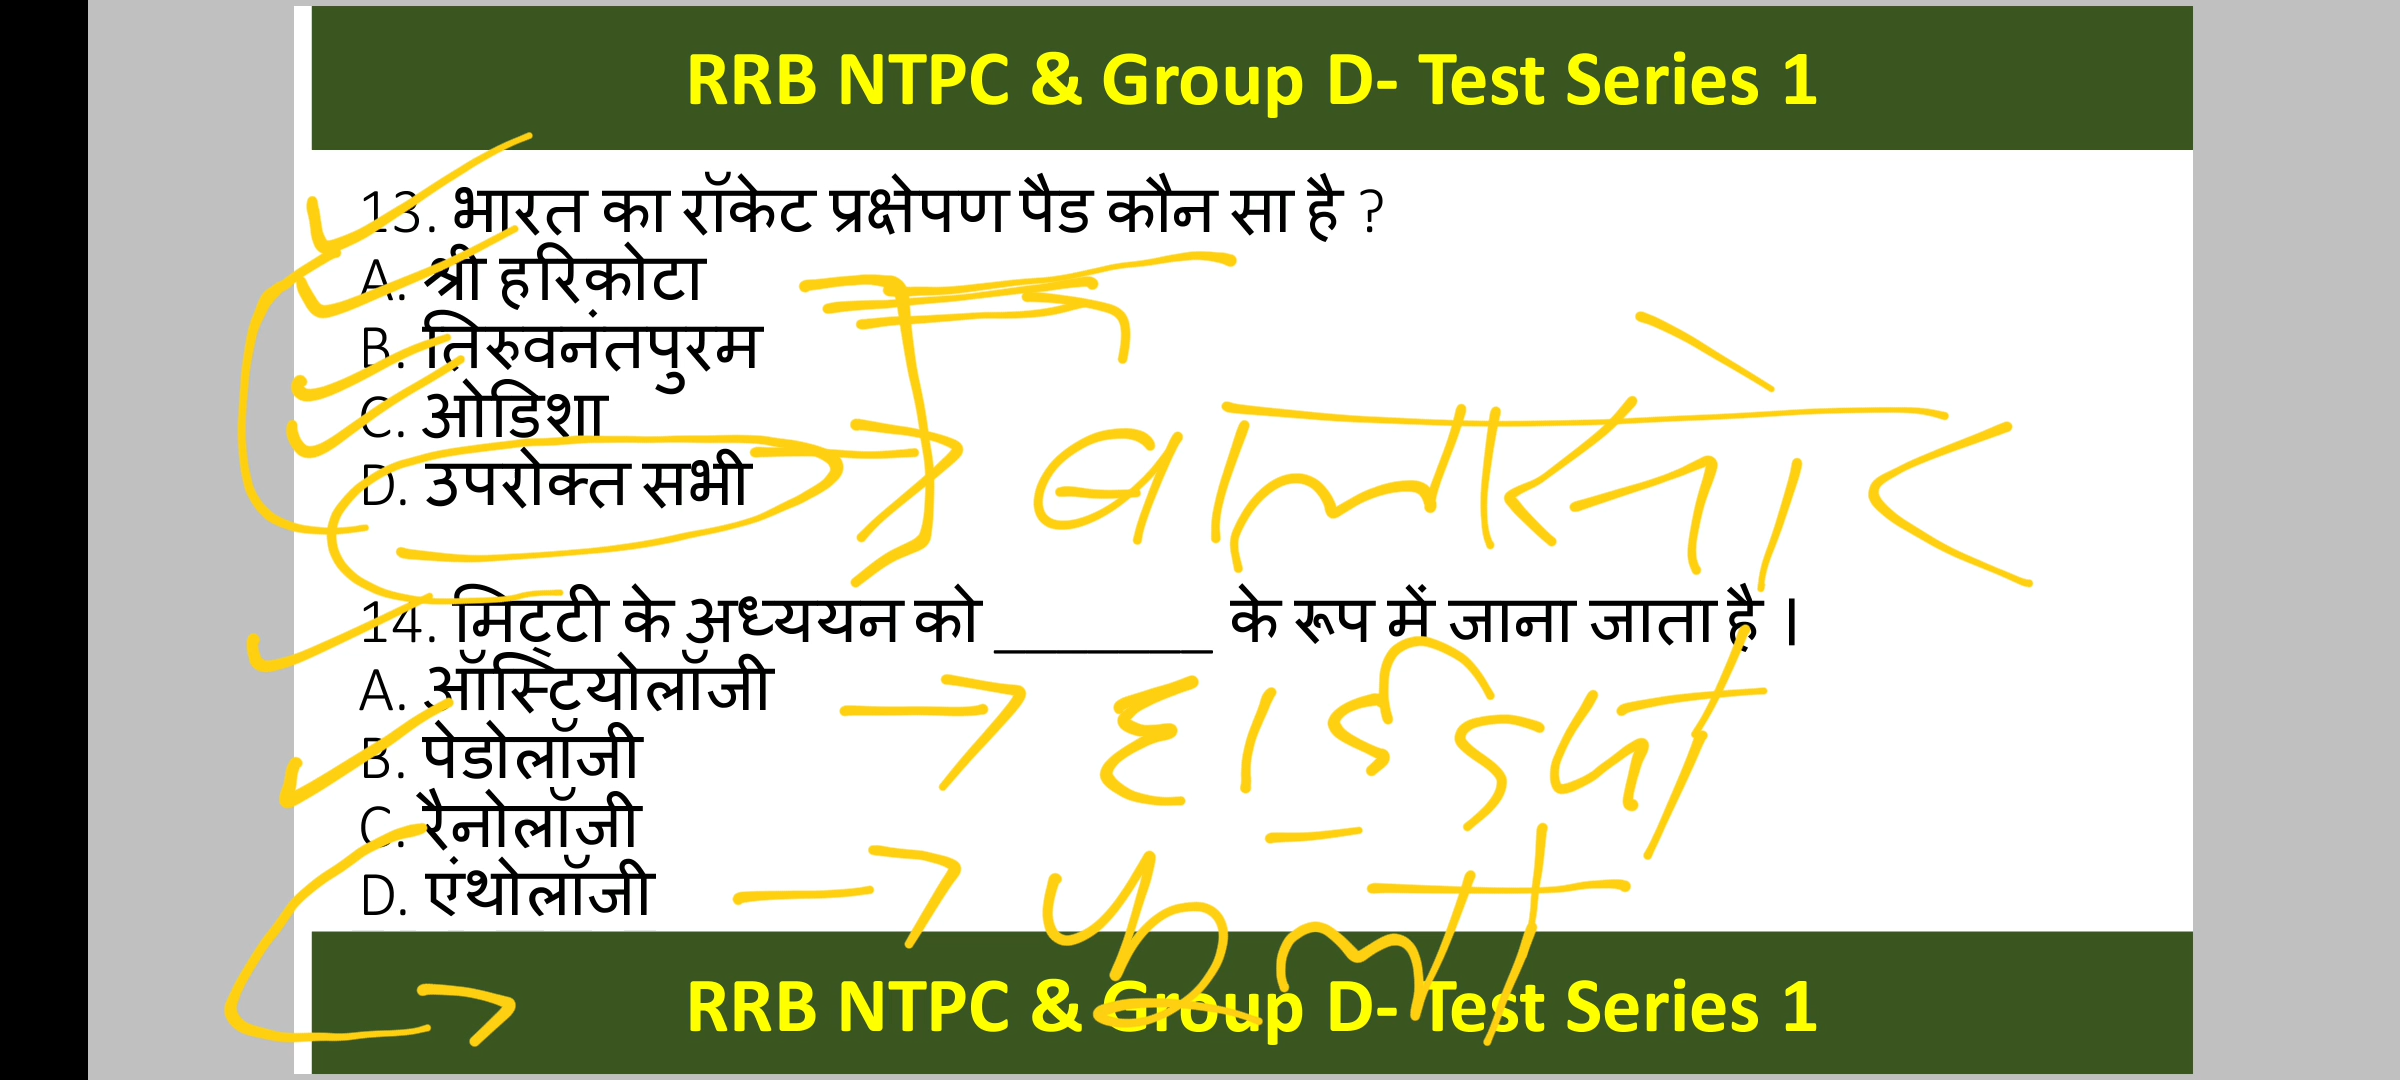 RRB NTPC & Group D- Test Series 1
13. भारत का रॉकेट प्रक्षेपण पैड कौन सा है ?
A. श्री हरिकोटा
B. तिरुवनंतपुरम
C. ओडिशा
D. उपरोक्त सभी
बालासोर
14. मिट्टी के अध्ययन को ________ के रूप में जाना जाता है ।
A. ऑस्टियोलॉजी
हाड्डियों
B. पेडोलॉजी
C. रैनोलॉजी
D. एंथोलॉजी
फूलों
RRB NTPC & Group D- Test Series 1